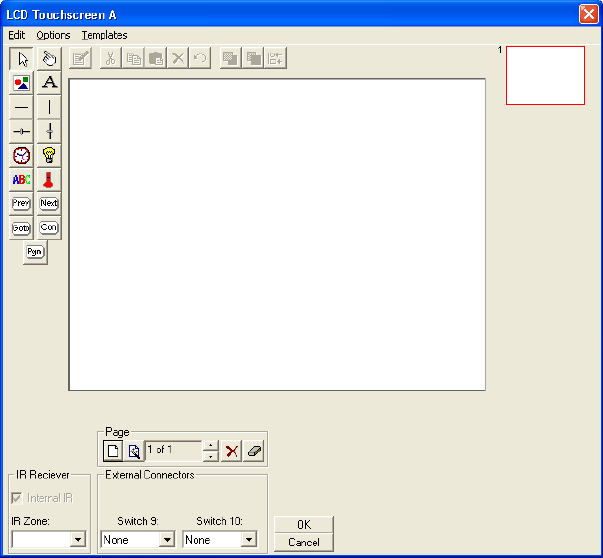 LCD Touchscreen A
Edit Options Templates
1
A
ABC
Prev Next
Goto Con
Pgn
Page
1 of 1
IR Reciever
External Connectors
Internal IR
IR Zone:
Switch 9: Switch 10:
None None
OK
Cancel